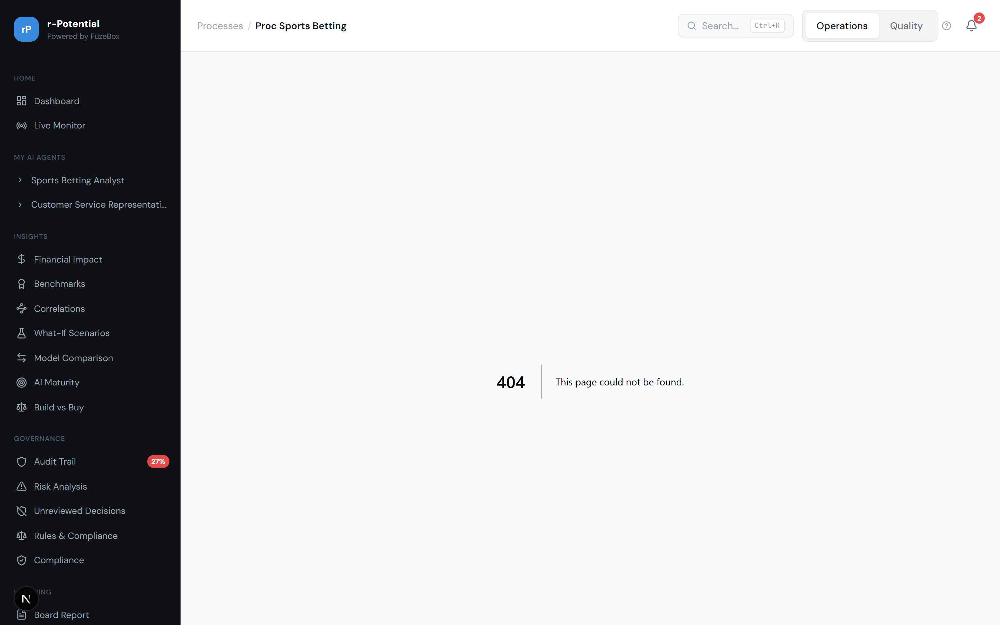 rP
r-Potential
Powered by FuzeBox
HOME
Dashboard
Live Monitor
MY AI AGENTS
Sports Betting Analyst
Customer Service Representati...
INSIGHTS
Financial Impact
Benchmarks
Correlations
What-If Scenarios
Model Comparison
AI Maturity
Build vs Buy
GOVERNANCE
Audit Trail 27%
Risk Analysis
Unreviewed Decisions
Rules & Compliance
Compliance
N
Board Report
Processes / Proc Sports Betting
Search... Ctrl+K
Operations Quality
2
404 This page could not be found.